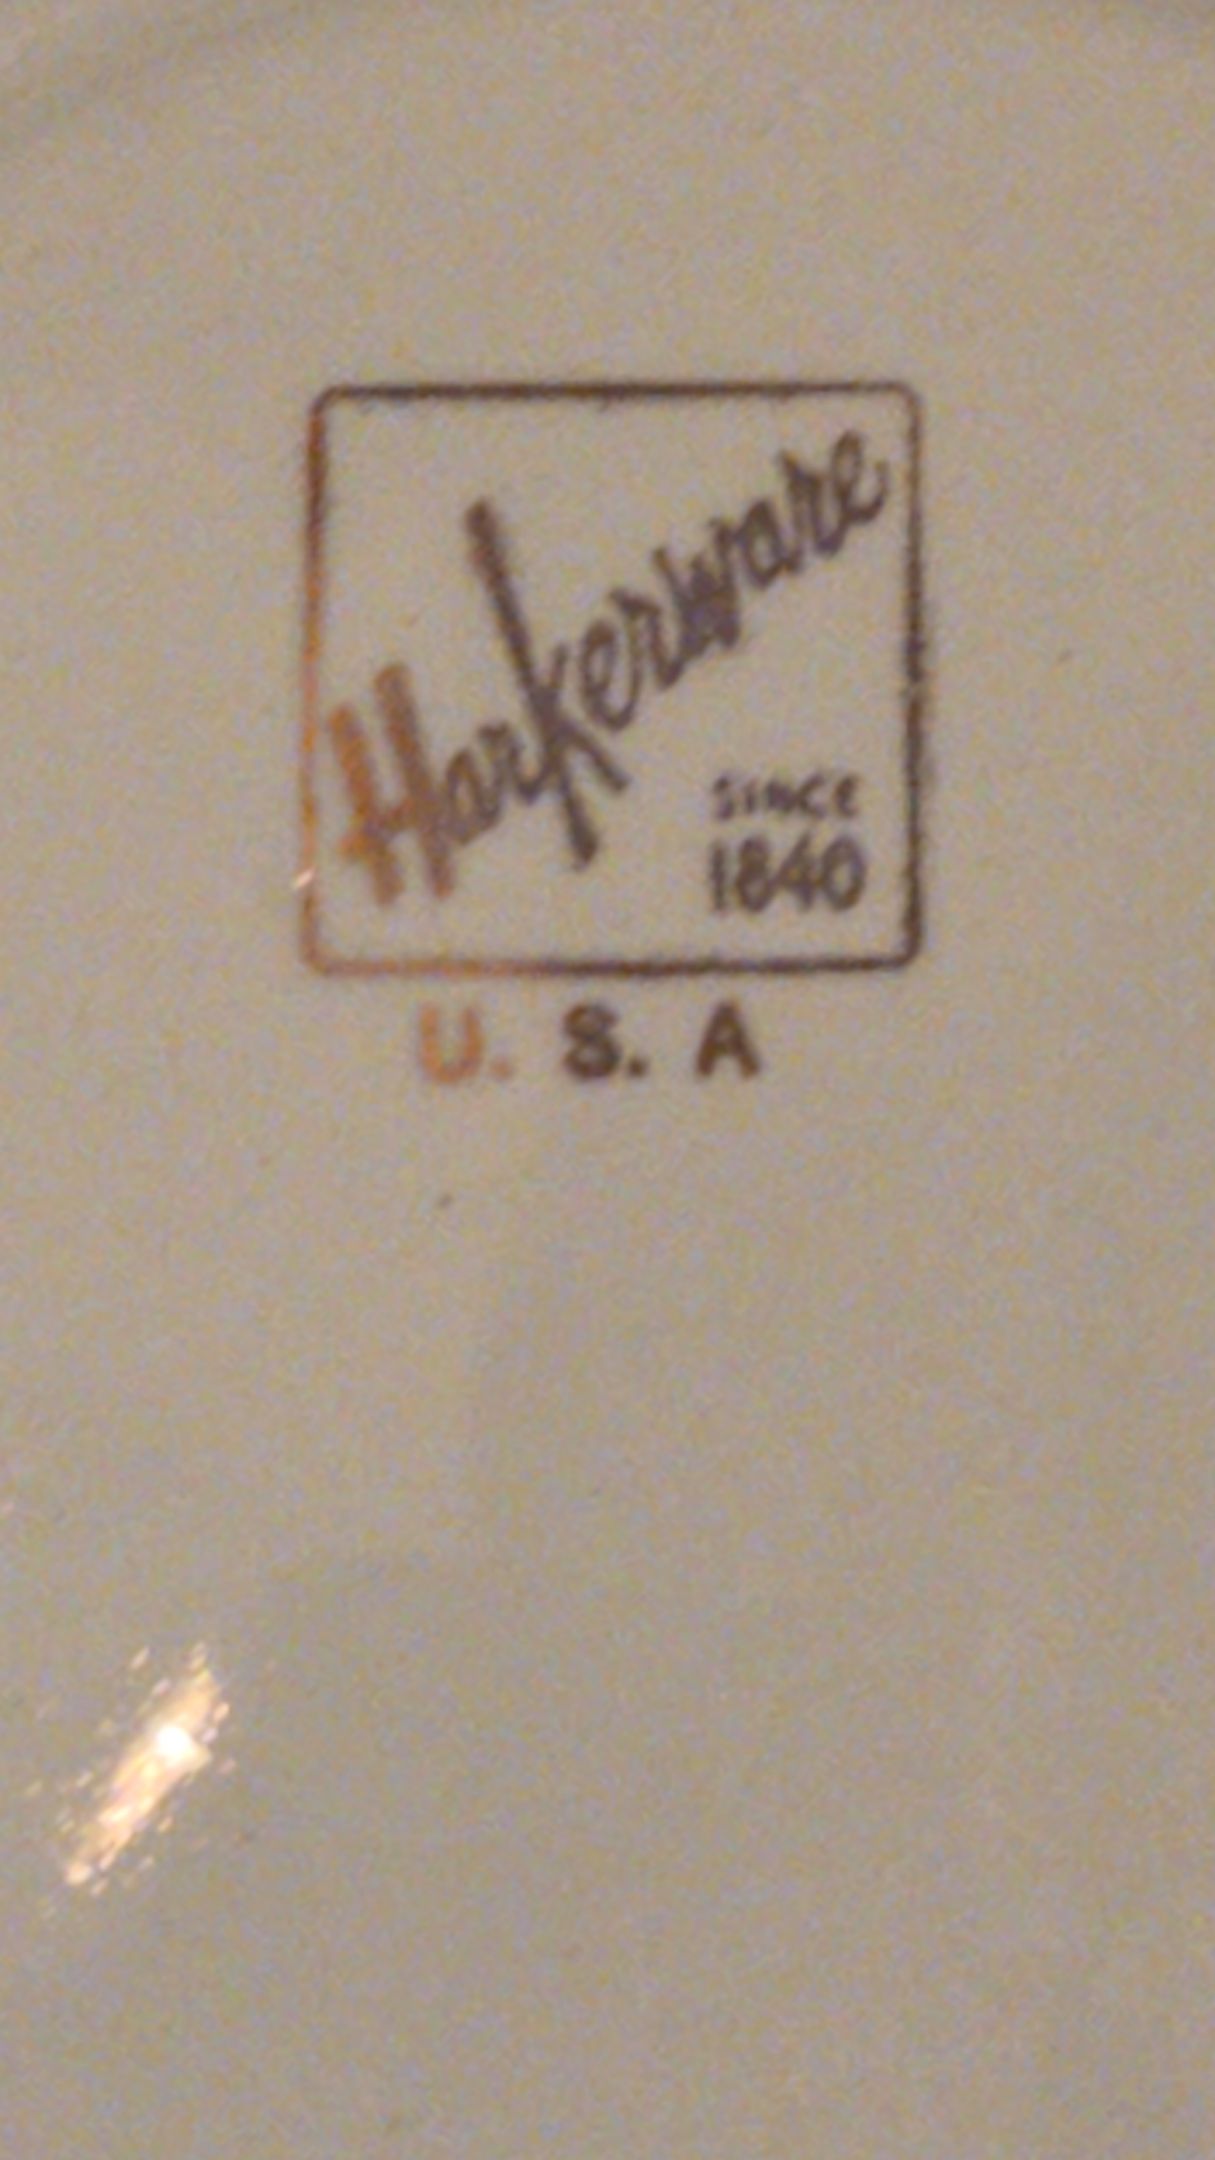 Harkerware
SINCE
1840
U. S. A